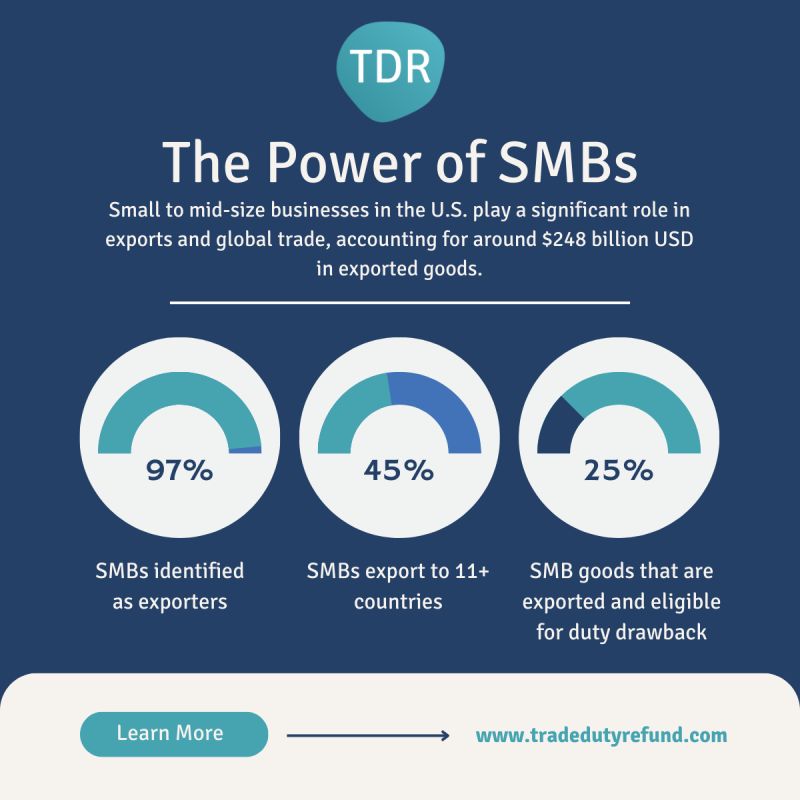 TDR
The Power of SMBs
Small to mid-size businesses in the U.S. play a significant role in
exports and global trade, accounting for around $248 billion USD
in exported goods.
97%
SMBs identified
as exporters
45%
SMBs export to 11+
countries
25%
SMB goods that are
exported and eligible
for duty drawback
Learn More
www.tradedutyrefund.com